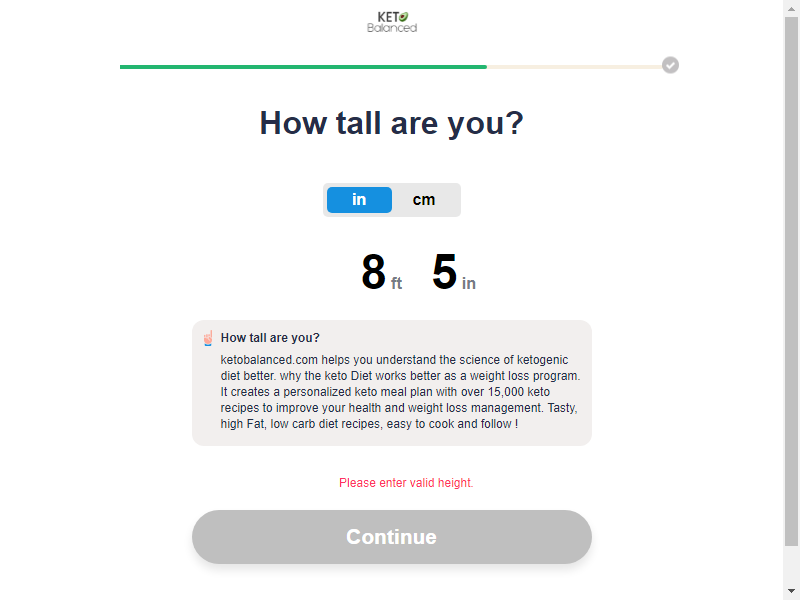 KET
Balanced
How tall are you?
in cm
8 ft 5 in
How tall are you?
ketobalanced.com helps you understand the science of ketogenic
diet better. why the keto Diet works better as a weight loss program.
It creates a personalized keto meal plan with over 15,000 keto
recipes to improve your health and weight loss management. Tasty,
high Fat, low carb diet recipes, easy to cook and follow !
Please enter valid height.
Continue